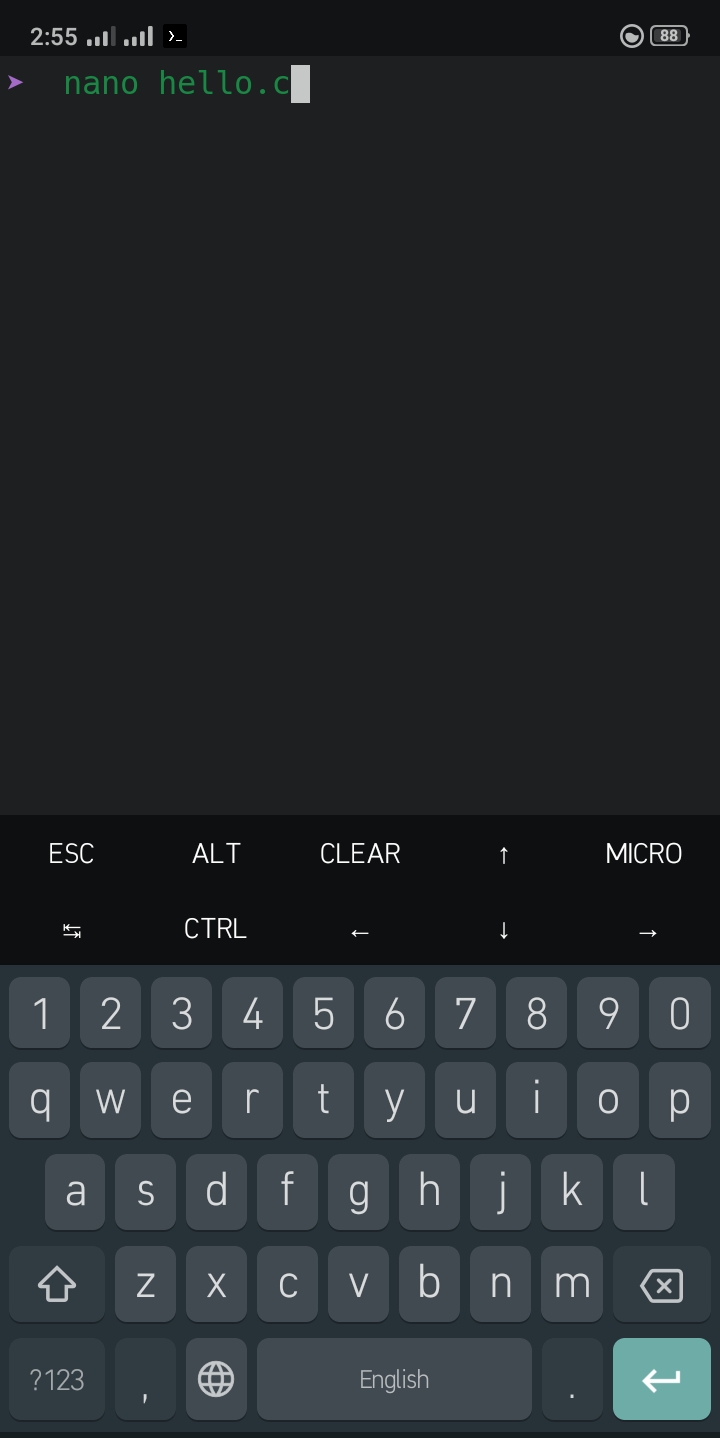 2:55 88
➤ nano hello.c
ESC ALT CLEAR ↑ MICRO
↹ CTRL ← ↓ →
1 2 3 4 5 6 7 8 9 0
q w e r t y u i o p
a s d f g h j k l
z x c v b n m
?123 , English .